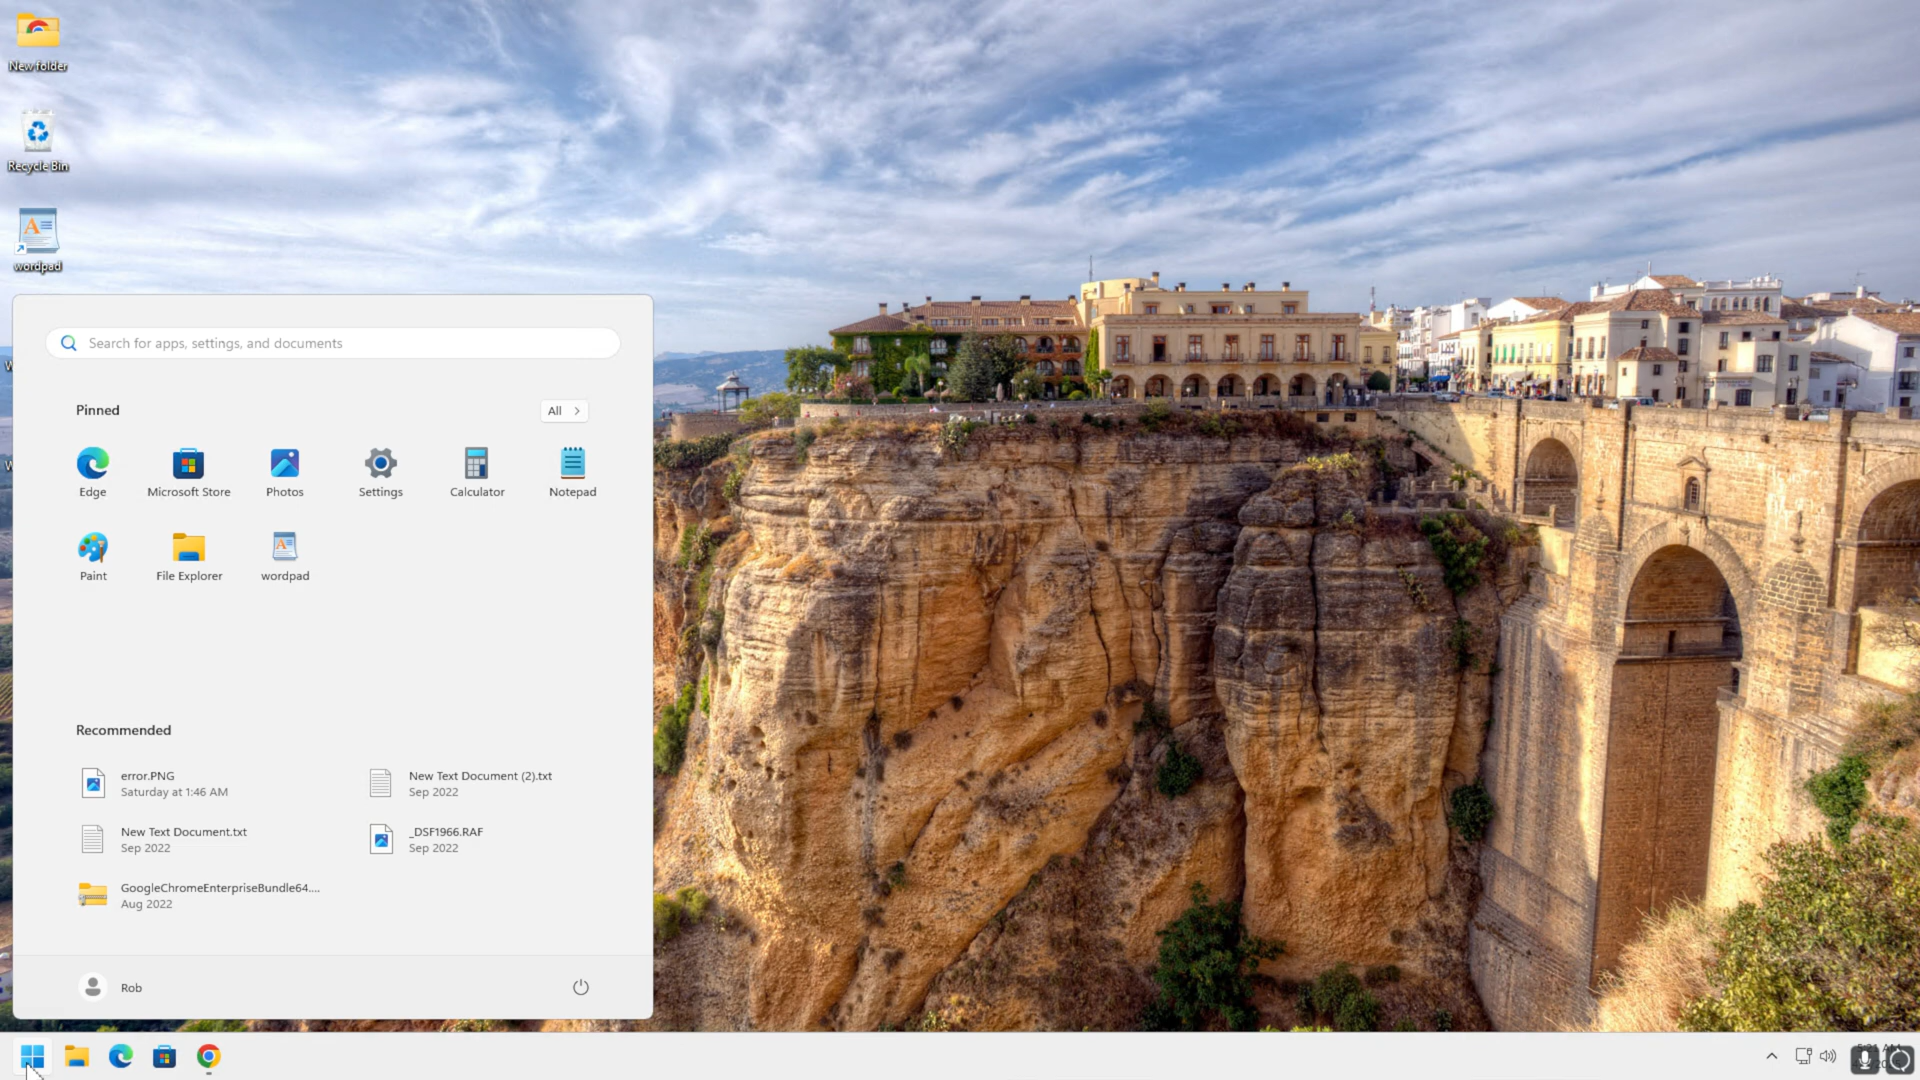 New folder
Recycle Bin
wordpad
Search for apps, settings, and documents
Pinned
All
Edge
Microsoft Store
Photos
Settings
Calculator
Notepad
Paint
File Explorer
wordpad
Recommended
error.PNG
Saturday at 1:46 AM
New Text Document (2).txt
Sep 2022
New Text Document.txt
Sep 2022
_DSF1966.RAF
Sep 2022
GoogleChromeEnterpriseBundle64....
Aug 2022
Rob